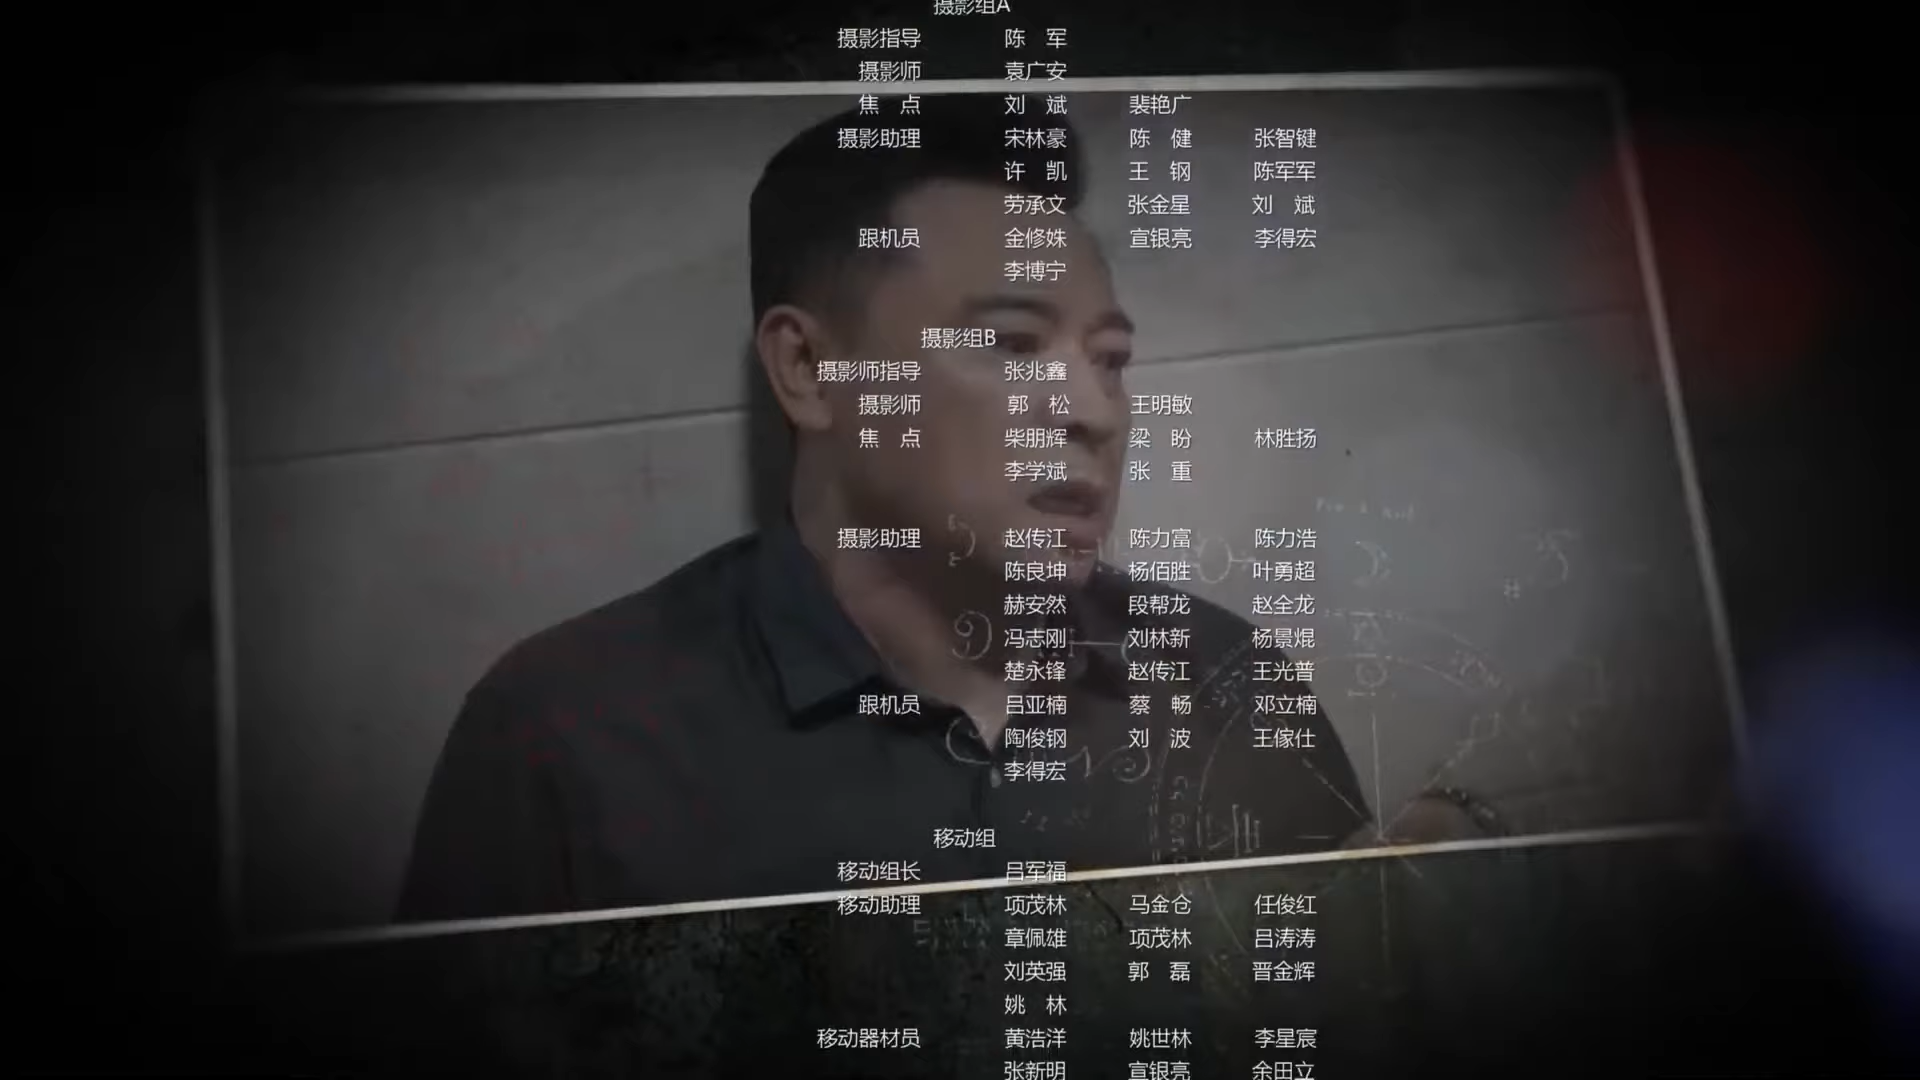 摄影组A
摄影指导 陈 军
摄影师 袁广安
焦 点 刘 斌 裴艳广
摄影助理 宋林豪 陈 健 张智键
许 凯 王 钢 陈军军
劳承文 张金星 刘 斌
跟机员 金修姝 宣银亮 李得宏
李博宁
摄影组B
摄影师指导 张兆鑫
摄影师 郭 松 王明敏
焦 点 柴朋辉 梁 盼 林胜扬
李学斌 张 重
摄影助理 赵传江 陈力富 陈力浩
陈良坤 杨佰胜 叶勇超
赫安然 段帮龙 赵全龙
冯志刚 刘林新 杨景焜
楚永锋 赵传江 王光普
跟机员 吕亚楠 蔡 畅 邓立楠
陶俊钢 刘 波 王傢仕
李得宏
移动组
移动组长 吕军福
移动助理 项茂林 马金仓 任俊红
章佩雄 项茂林 吕涛涛
刘英强 郭 磊 晋金辉
姚 林
移动器材员 黄浩洋 姚世林 李星宸
张新明 宣银亮 余田立